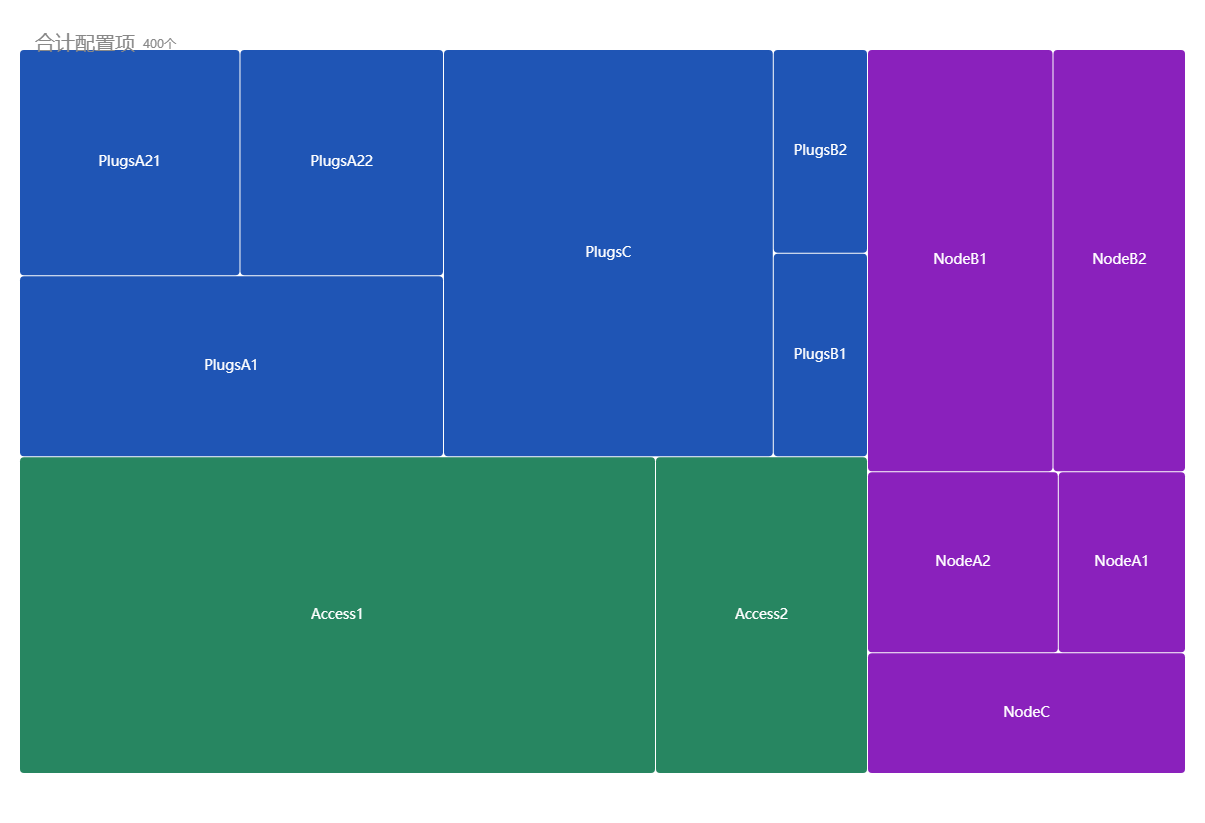 合计配置项 400个
PlugsA21
PlugsA22
PlugsC
PlugsB2
NodeB1
NodeB2
PlugsA1
PlugsB1
Access1
Access2
NodeA2
NodeA1
NodeC